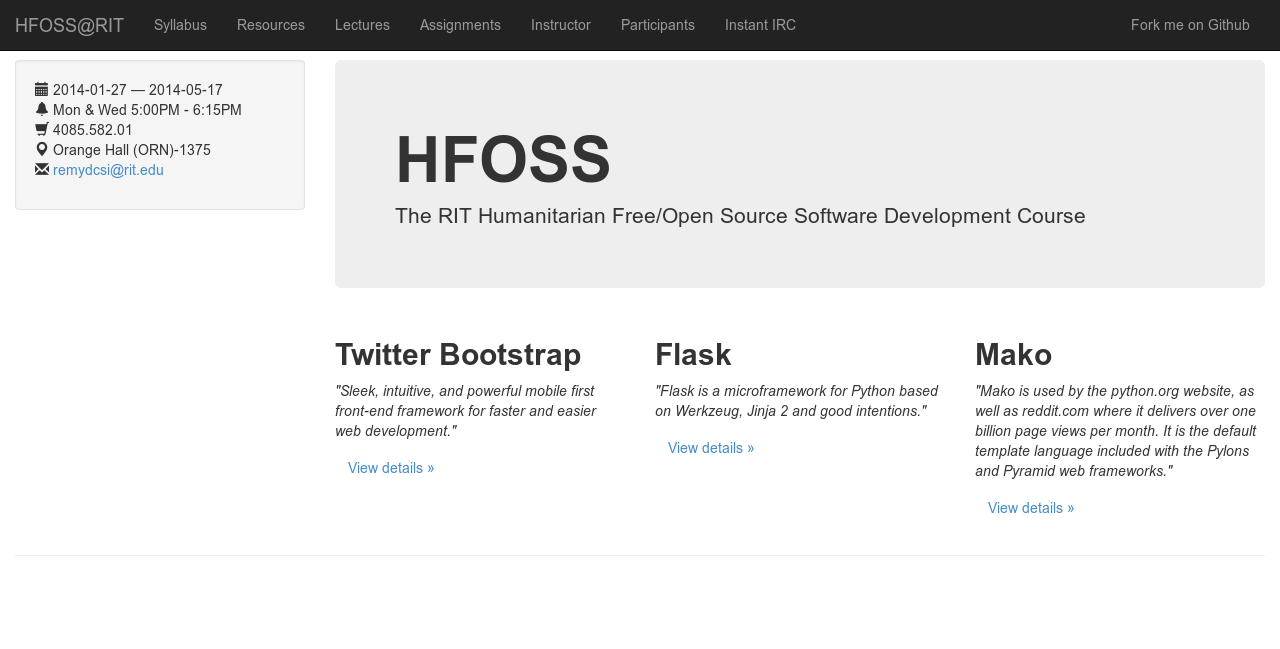 HFOSS@RIT Syllabus Resources Lectures Assignments Instructor Participants Instant IRC Fork me on Github
2014-01-27 — 2014-05-17
Mon & Wed 5:00PM - 6:15PM
4085.582.01
Orange Hall (ORN)-1375
remydcsi@rit.edu
HFOSS
The RIT Humanitarian Free/Open Source Software Development Course
Twitter Bootstrap
"Sleek, intuitive, and powerful mobile first
front-end framework for faster and easier
web development."
View details »
Flask
"Flask is a microframework for Python based
on Werkzeug, Jinja 2 and good intentions."
View details »
Mako
"Mako is used by the python.org website, as
well as reddit.com where it delivers over one
billion page views per month. It is the default
template language included with the Pylons
and Pyramid web frameworks."
View details »